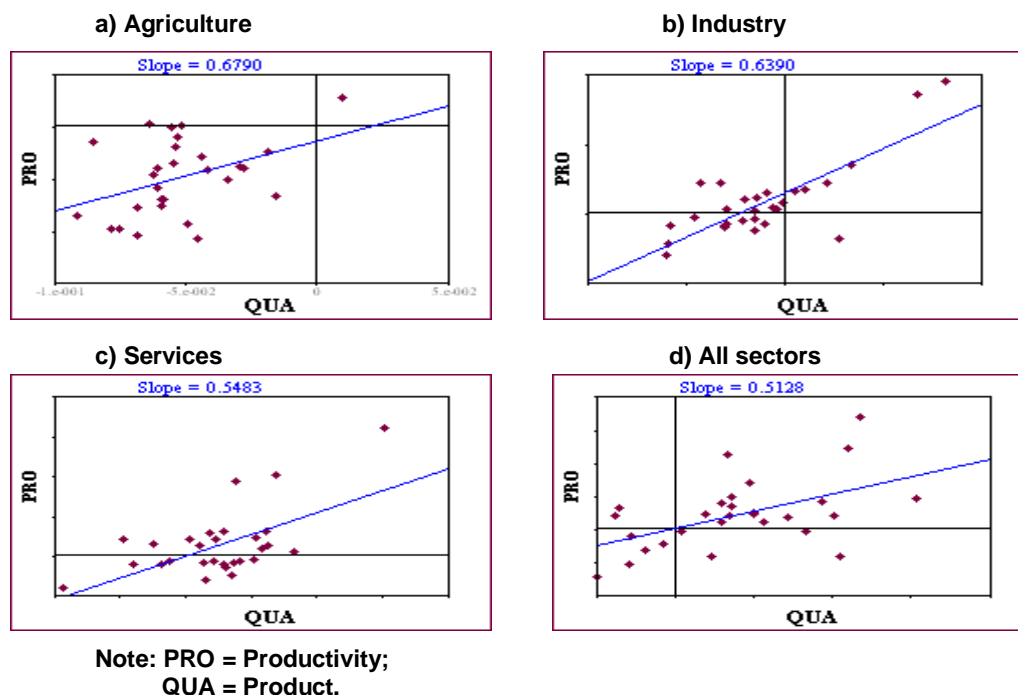 a) Agriculture
b) Industry
Slope = 0.6790
Slope = 0.6390
PRO
PRO
-1.e-001 -5.e-002 0 5.e-002
QUA
QUA
c) Services
d) All sectors
Slope = 0.5483
Slope = 0.5128
PRO
PRO
QUA
QUA
Note: PRO = Productivity;
QUA = Product.